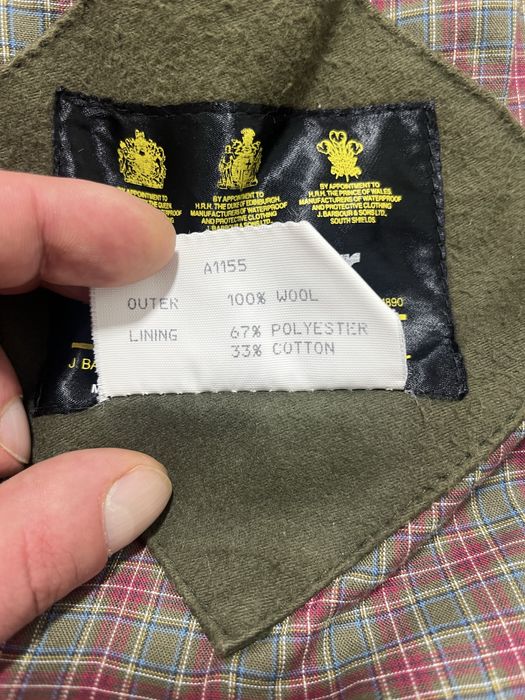 BY APPOINTMENT TO
BY APPOINTMENT
H.R.H. THE DUKE OF EDINBURGH
MANUFACTURERS OF WATERPROOF
AND PROTECTIVE CLOTHING
BY APPOINTMENT TO
H.R.H. THE PRINCE OF WALES
MANUFACTURERS OF WATERPROOF
AND PROTECTIVE CLOTHING
J. BARBOUR & SONS LTD.
SOUTH SHIELDS
A1155
OUTER 100% WOOL
LINING 67% POLYESTER
33% COTTON
1890
J. BA